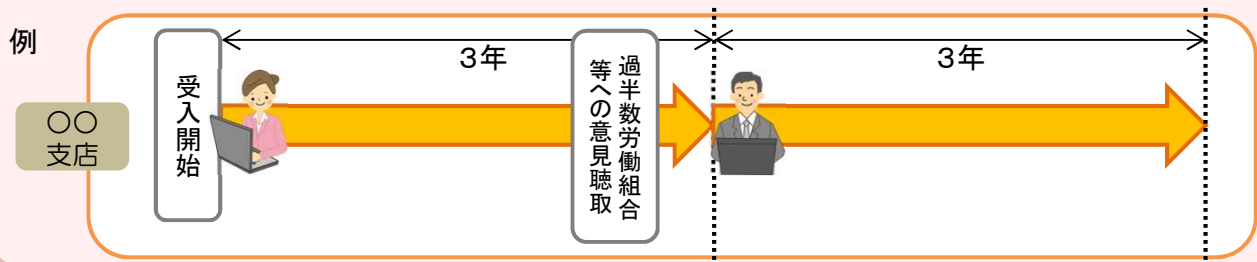 例
〇〇
支店
受入開始
3年
過半数労働組合
等への意見聴取
3年